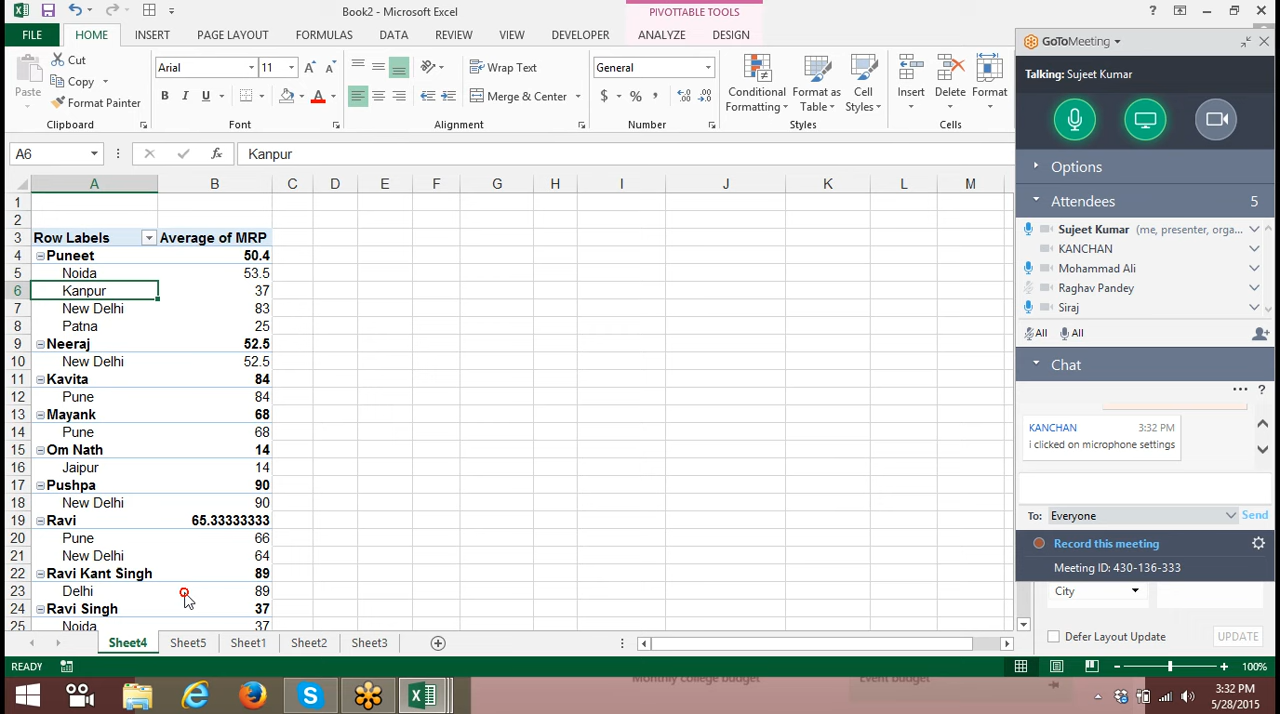 Book2 - Microsoft Excel
PIVOTTABLE TOOLS
FILE HOME INSERT PAGE LAYOUT FORMULAS DATA REVIEW VIEW DEVELOPER ANALYZE DESIGN
Paste
Cut
Copy
Format Painter
Clipboard
Arial 11
B I U
Font
Wrap Text
Merge & Center
Alignment
General
$ % ,
Number
Conditional Formatting
Format as Table
Cell Styles
Styles
Insert
Delete
Format
Cells
A6 fx Kanpur
A B C D E F G H I J K L M
1
2
3 Row Labels Average of MRP
4 Puneet 50.4
5 Noida 53.5
6 Kanpur 37
7 New Delhi 83
8 Patna 25
9 Neeraj 52.5
10 New Delhi 52.5
11 Kavita 84
12 Pune 84
13 Mayank 68
14 Pune 68
15 Om Nath 14
16 Jaipur 14
17 Pushpa 90
18 New Delhi 90
19 Ravi 65.33333333
20 Pune 66
21 New Delhi 64
22 Ravi Kant Singh 89
23 Delhi 89
24 Ravi Singh 37
25 Noida 37
Sheet4 Sheet5 Sheet1 Sheet2 Sheet3
READY
100%
GoToMeeting
Talking: Sujeet Kumar
Options
Attendees 5
Sujeet Kumar (me, presenter, orga...
KANCHAN
Mohammad Ali
Raghav Pandey
Siraj
All All
Chat
KANCHAN 3:32 PM
i clicked on microphone settings
To: Everyone Send
Record this meeting
Meeting ID: 430-136-333
City
Defer Layout Update UPDATE
Monthly college budget
Event budget
3:32 PM
5/28/2015